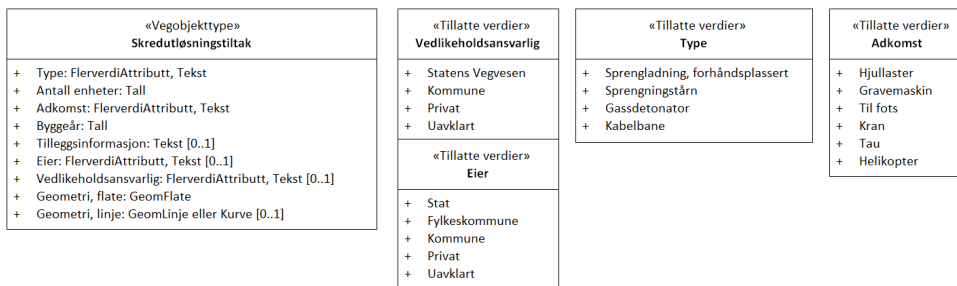 «Vegobjekttype»
Skredutløsningstiltak
+ Type: FlerverdiAttributt, Tekst
+ Antall enheter: Tall
+ Adkomst: FlerverdiAttributt, Tekst
+ Byggeår: Tall
+ Tilleggsinformasjon: Tekst [0..1]
+ Eier: FlerverdiAttributt, Tekst [0..1]
+ Vedlikeholdsansvarlig: FlerverdiAttributt, Tekst [0..1]
+ Geometri, flate: GeomFlate
+ Geometri, linje: GeomLinje eller Kurve [0..1]
«Tillatte verdier»
Vedlikeholdsansvarlig
+ Statens Vegvesen
+ Kommune
+ Privat
+ Uavklart
«Tillatte verdier»
Eier
+ Stat
+ Fylkeskommune
+ Kommune
+ Privat
+ Uavklart
«Tillatte verdier»
Type
+ Sprengladning, forhåndsplassert
+ Sprengningstårn
+ Gassdetonator
+ Kabelbane
«Tillatte verdier»
Adkomst
+ Hjullaster
+ Gravemaskin
+ Til fots
+ Kran
+ Tau
+ Helikopter